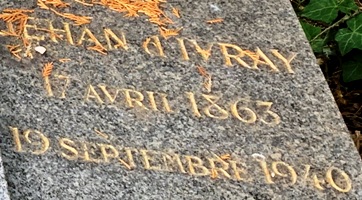 EHAN d'IVRAY
17 AVRIL 1863
19 SEPTEMBRE 1940